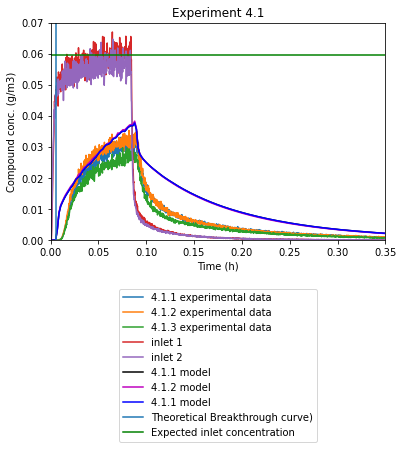 Experiment 4.1
Compound conc. (g/m3)
0.07
0.06
0.05
0.04
0.03
0.02
0.01
0.00
0.00 0.05 0.10 0.15 0.20 0.25 0.30 0.35
Time (h)
4.1.1 experimental data
4.1.2 experimental data
4.1.3 experimental data
inlet 1
inlet 2
4.1.1 model
4.1.2 model
4.1.1 model
Theoretical Breakthrough curve)
Expected inlet concentration